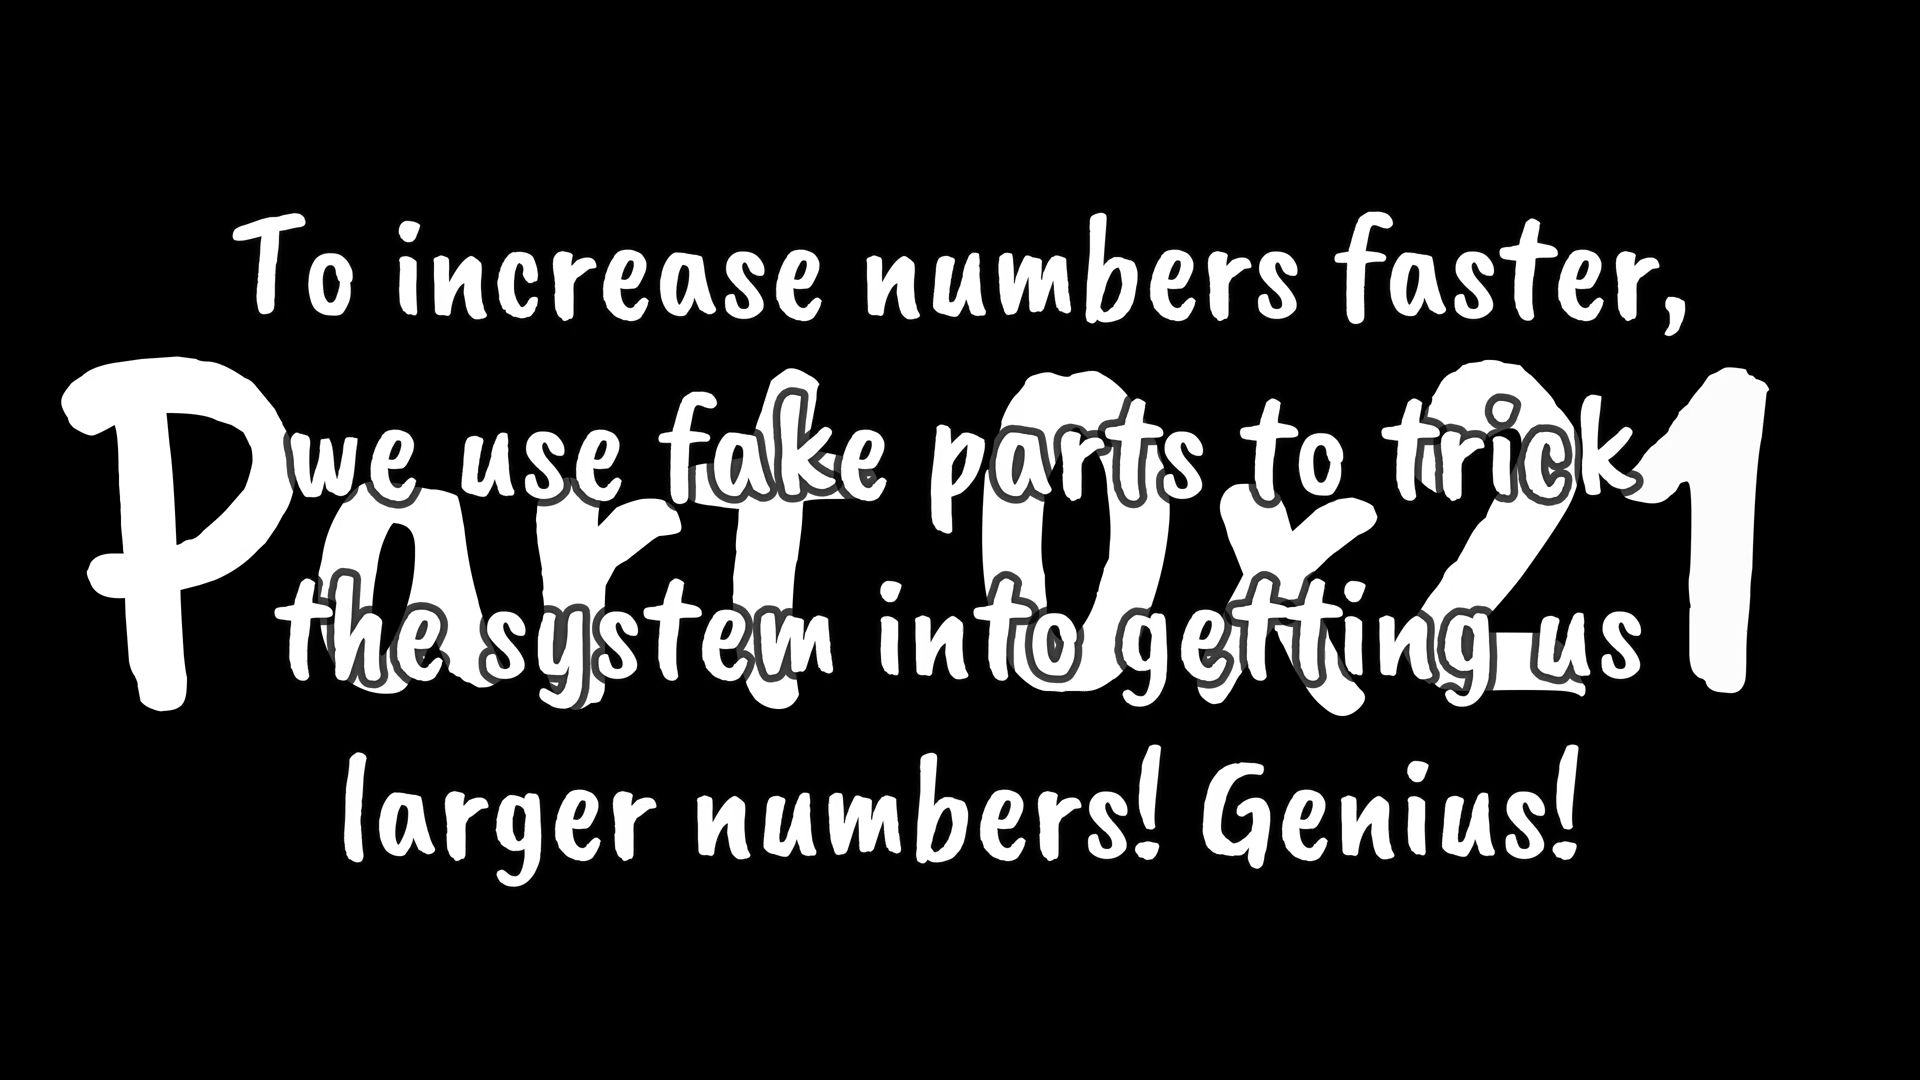 To increase numbers faster,
Part 0x21
we use fake parts to trick
the system into getting us
larger numbers! Genius!